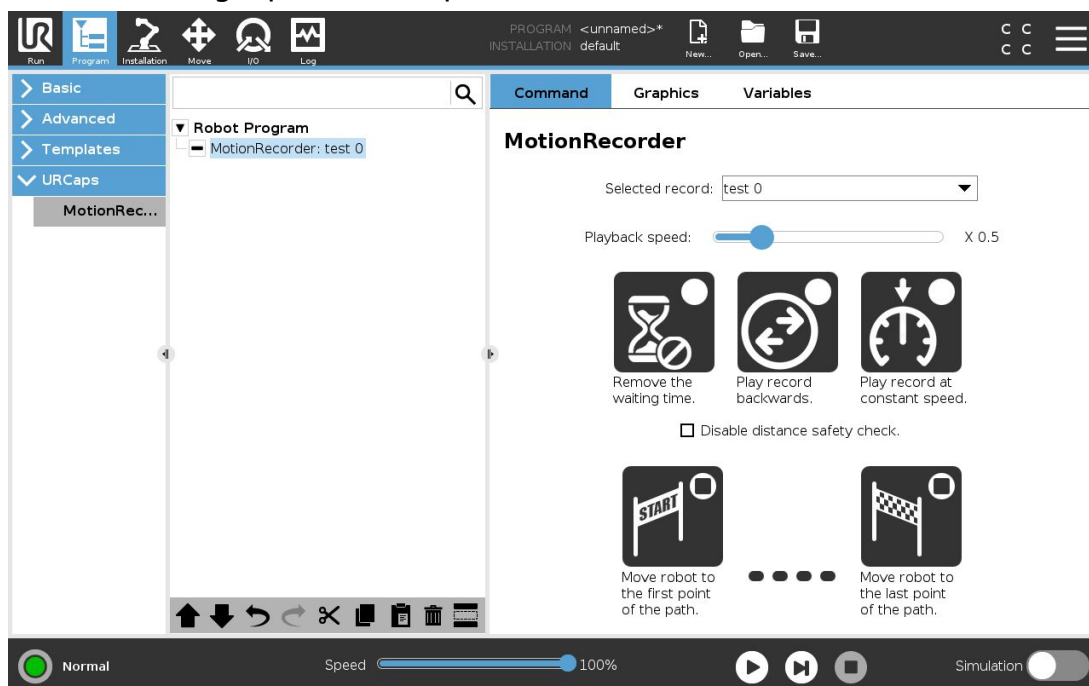 PROGRAM <unnamed>*
INSTALLATION default
UR
Run
Program
Installation
Move
I/O
Log
New...
Open...
Save...
C C
C C
Basic
Advanced
Templates
URCaps
MotionRec...
Robot Program
MotionRecorder: test 0
Command Graphics Variables
MotionRecorder
Selected record: test 0
Playback speed: X 0.5
Remove the
waiting time.
Play record
backwards.
Play record at
constant speed.
Disable distance safety check.
START
Move robot to
the first point
of the path.
Move robot to
the last point
of the path.
Normal
Speed 100%
Simulation